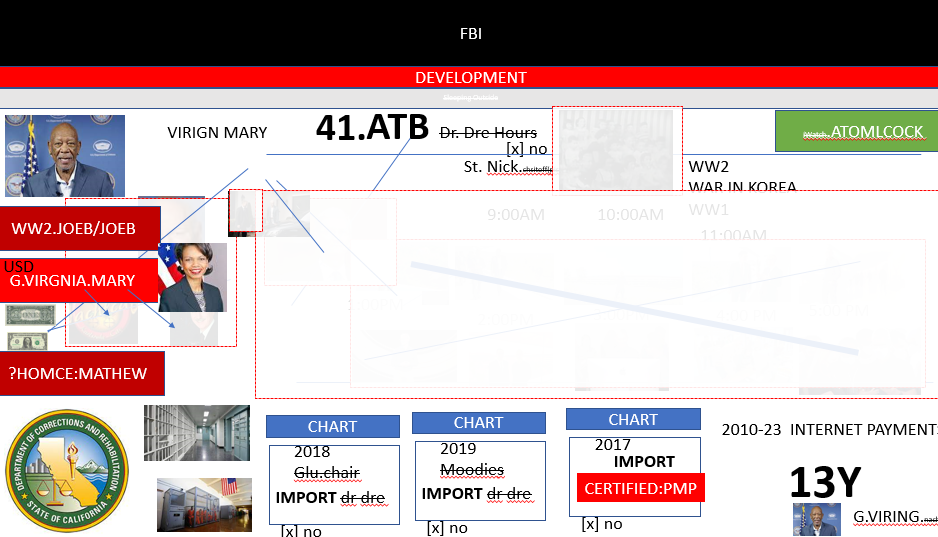 FBI
DEVELOPMENT
VIRIGN MARY
41.ATB
Dr. Dre Hours
[x] no
St. Nick.
ATOMLCOCK
WW2
WAR IN KOREA
WW1
9:00AM
10:00AM
11:00AM
WW2.JOEB/JOEB
USD
G.VIRGNIA.MARY
?HOMCE:MATHEW
DEPARTMENT OF CORRECTIONS AND REHABILITATION
STATE OF CALIFORNIA
CHART
2018
Glu.chair
IMPORT dr dre
[x] no
CHART
2019
Moodies
IMPORT dr dre
[x] no
CHART
2017
IMPORT
CERTIFIED:PMP
[x] no
2010-23 INTERNET PAYMENT
13Y
G.VIRING.